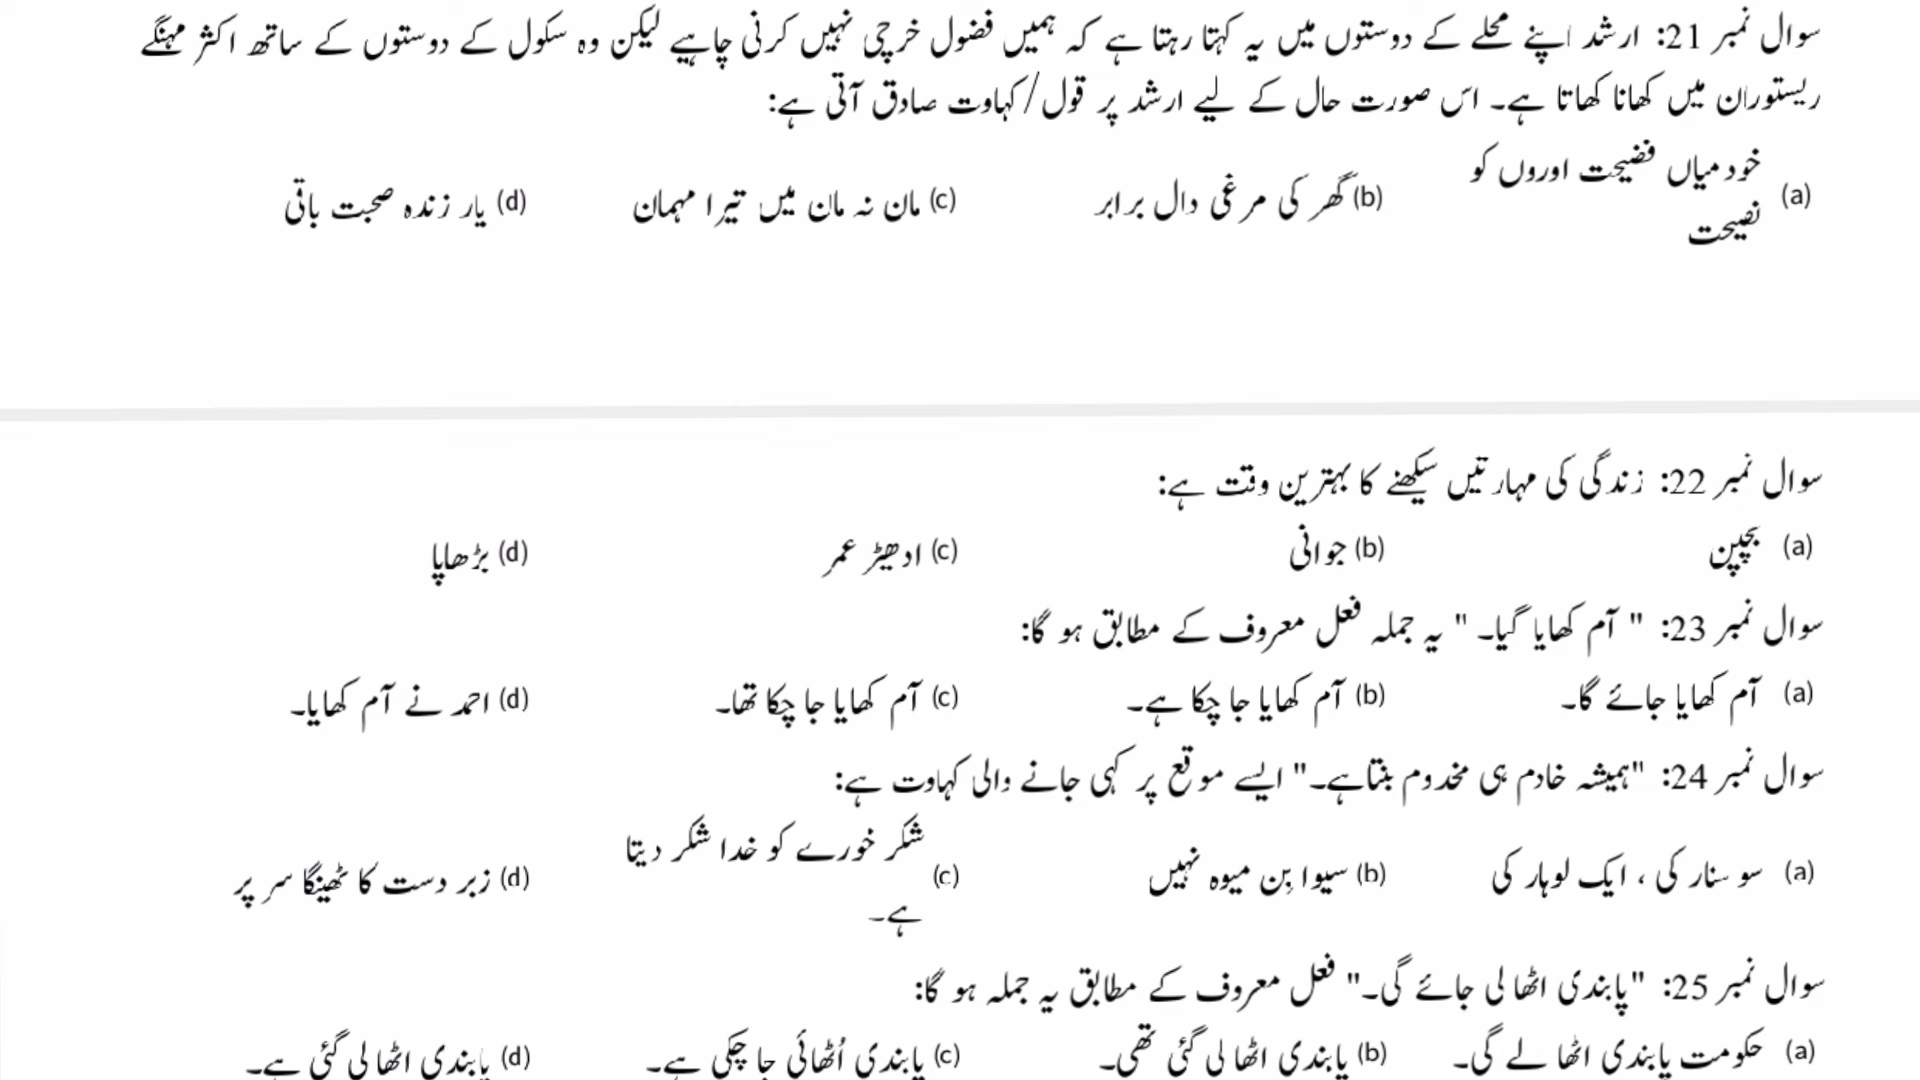 سوال نمبر 21: ارشد اپنے محلے کے دوستوں میں یہ کہتا رہتا ہے کہ ہمیں فضول خرچی نہیں کرنی چاہیے لیکن وہ سکول کے دوستوں کے ساتھ اکثر مہنگے
ریستوران میں کھانا کھاتا ہے۔ اس صورت حال کے لیے ارشد پر قول/کہاوت صادق آتی ہے:
(a) خود میاں فضیحت اوروں کو
نصیحت
(b) گھر کی مرغی دال برابر
(c) مان نہ مان میں تیرا مہمان
(d) یار زندہ صحبت باقی
سوال نمبر 22: زندگی کی مہارتیں سیکھنے کا بہترین وقت ہے:
(a) بچپن (b) جوانی (c) ادھیڑ عمر (d) بڑھاپا
سوال نمبر 23: " آم کھایا گیا۔ " یہ جملہ فعل معروف کے مطابق ہو گا:
(a) آم کھایا جائے گا۔ (b) آم کھایا جا چکا ہے۔ (c) آم کھایا جا چکا تھا۔ (d) احمد نے آم کھایا۔
سوال نمبر 24: "ہمیشہ خادم ہی مخدوم بنتاہے۔" ایسے موقع پر کہی جانے والی کہاوت ہے:
(a) سو سنار کی ، ایک لوہار کی
(b) سیوا بِن میوہ نہیں
(c) شکر خورے کو خدا شکر دیتا
ہے۔
(d) زبر دست کا ٹھینگا سر پر
سوال نمبر 25: "پابندی اٹھا لی جائے گی۔" فعل معروف کے مطابق یہ جملہ ہو گا:
(a) حکومت پابندی اٹھا لے گی۔ (b) پابندی اٹھا لی گئی تھی۔ (c) پابندی اُٹھائی جا چکی ہے۔ (d) پابندی اٹھا لی گئی ہے۔